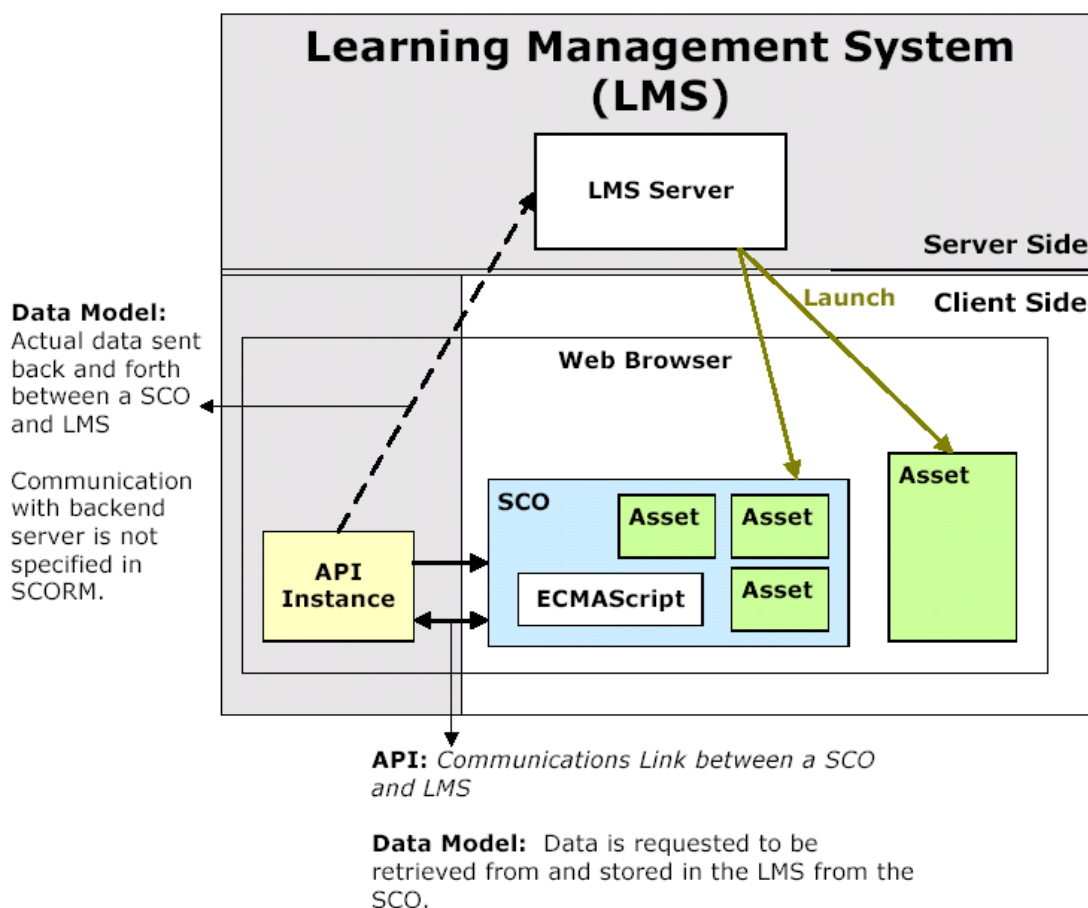 Learning Management System
(LMS)
LMS Server
Server Side
Launch
Client Side
Data Model:
Actual data sent
back and forth
between a SCO
and LMS
Communication
with backend
server is not
specified in
SCORM.
Web Browser
SCO
Asset
Asset
Asset
Asset
ECMAScript
API
Instance
API: Communications Link between a SCO
and LMS
Data Model: Data is requested to be
retrieved from and stored in the LMS from the
SCO.